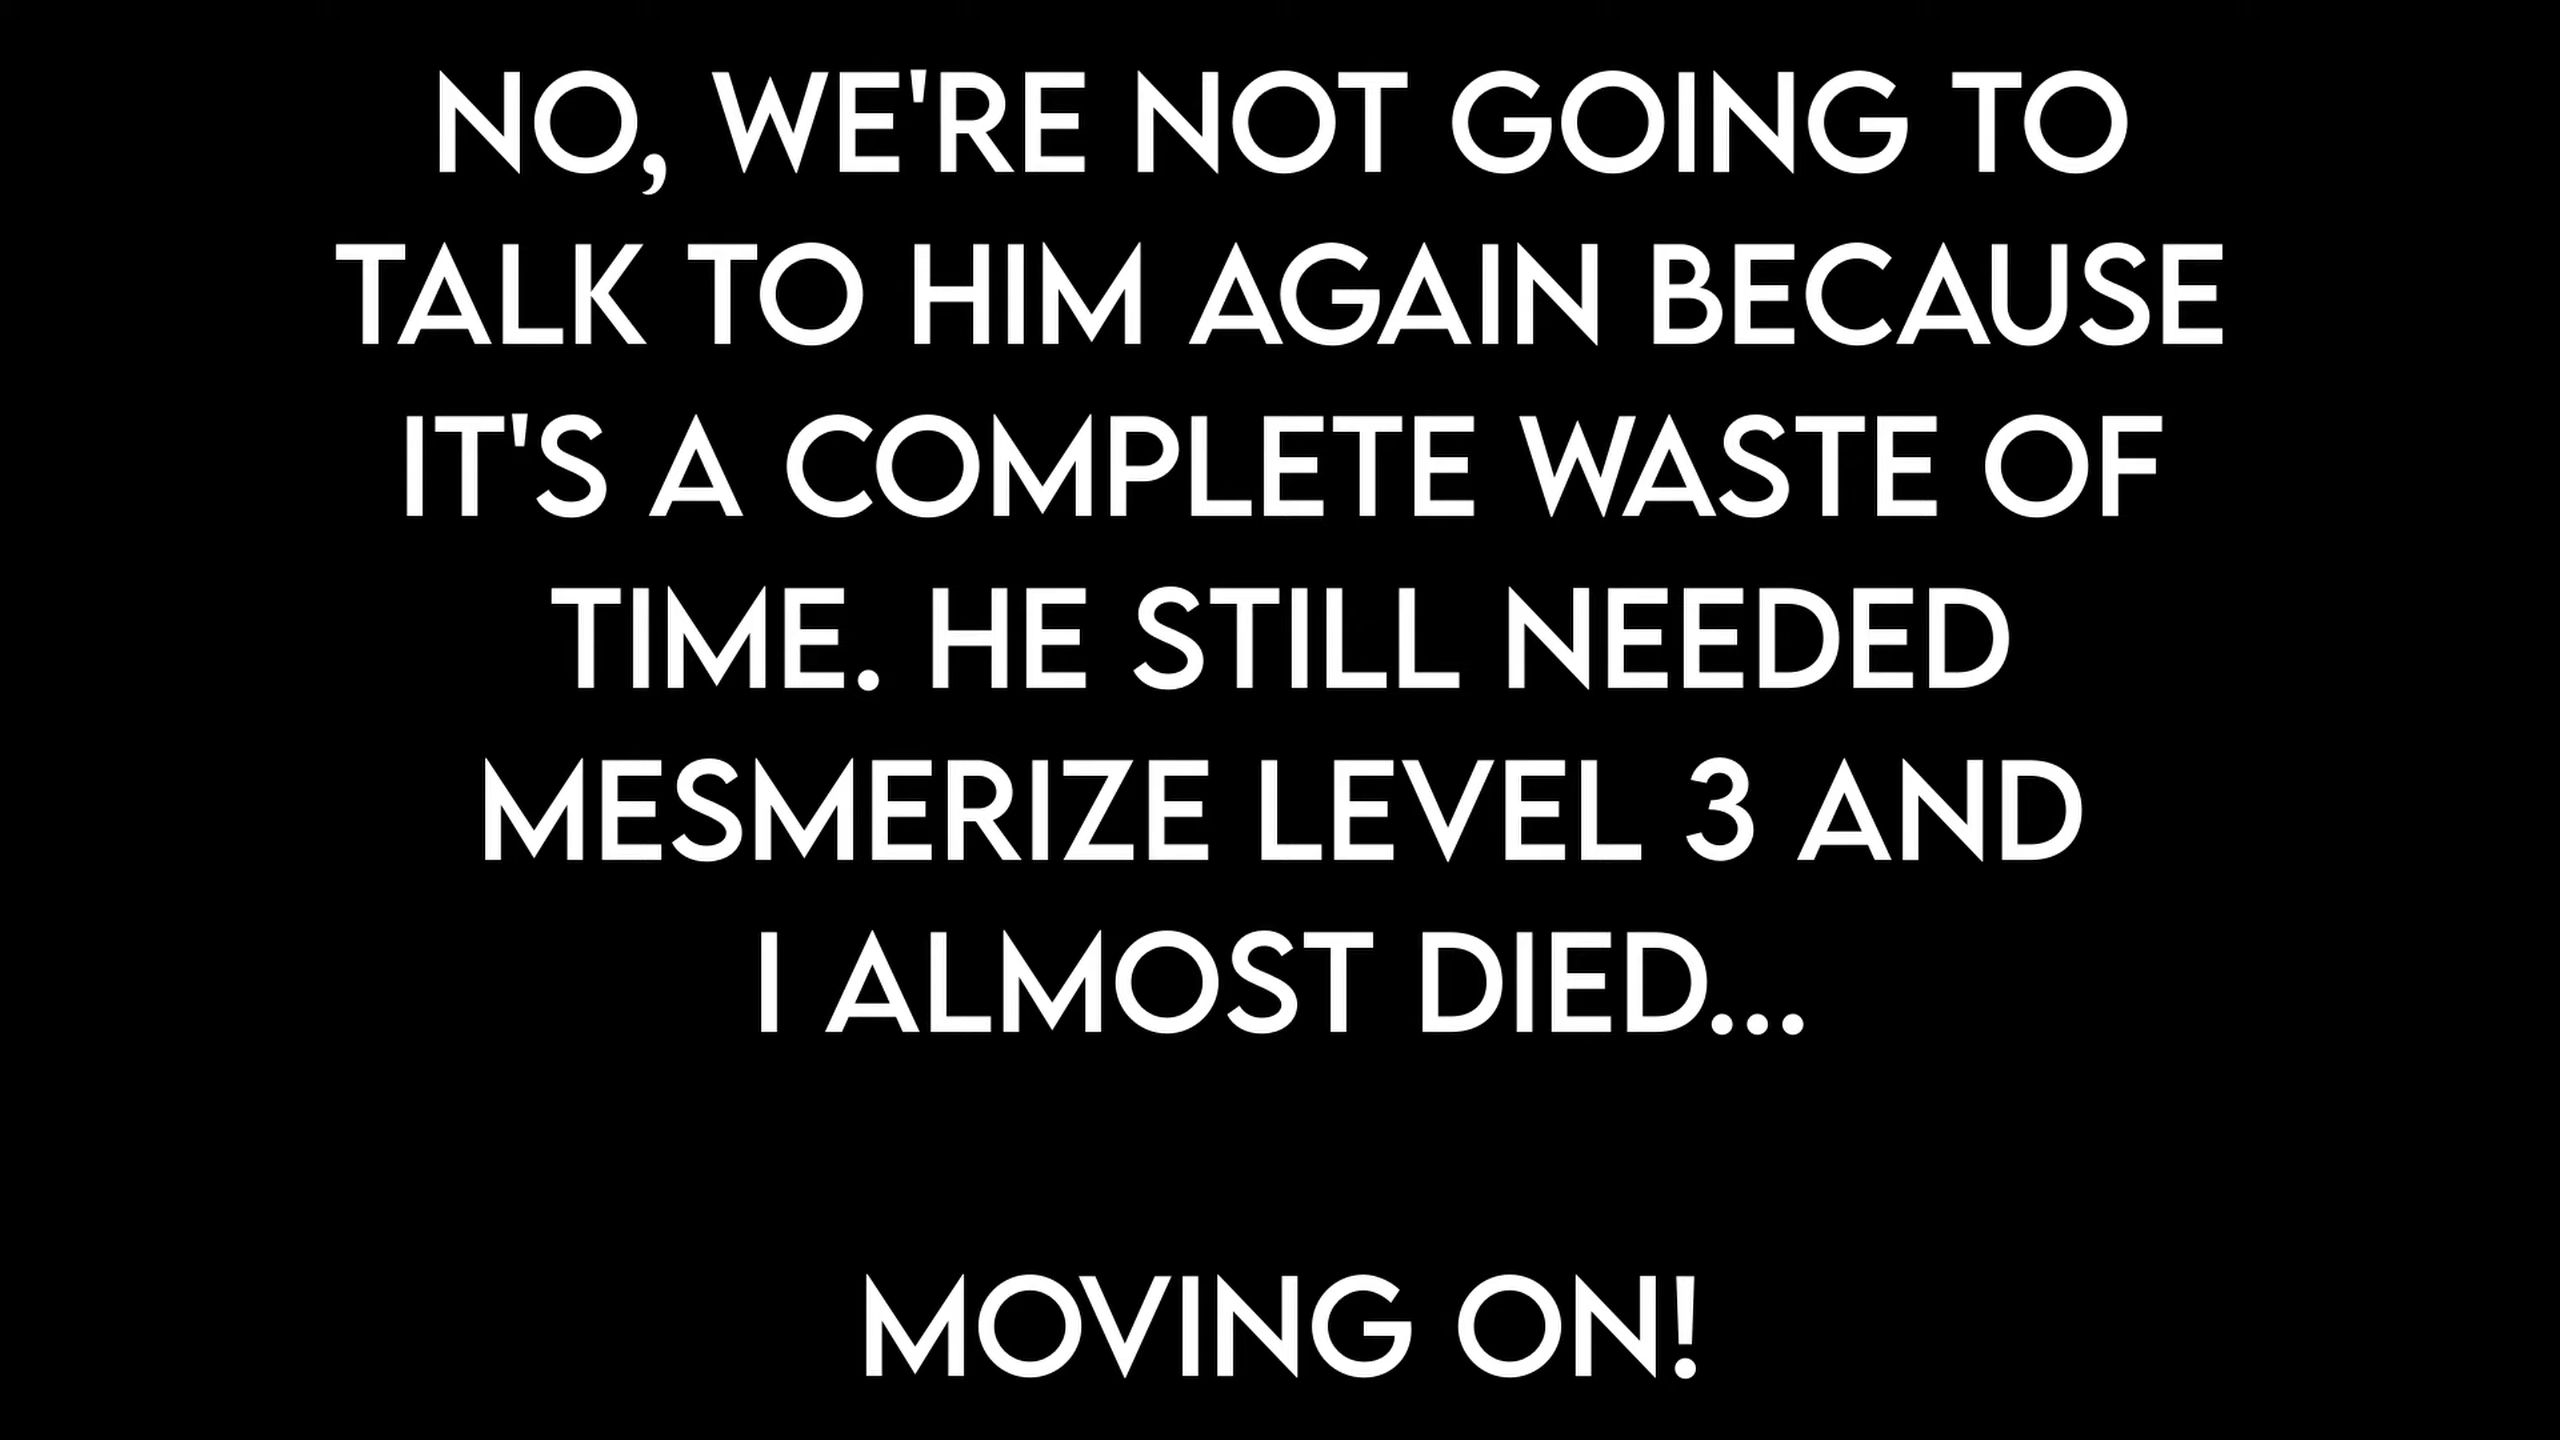 NO, WE'RE NOT GOING TO
TALK TO HIM AGAIN BECAUSE
IT'S A COMPLETE WASTE OF
TIME. HE STILL NEEDED
MESMERIZE LEVEL 3 AND
I ALMOST DIED...
MOVING ON!